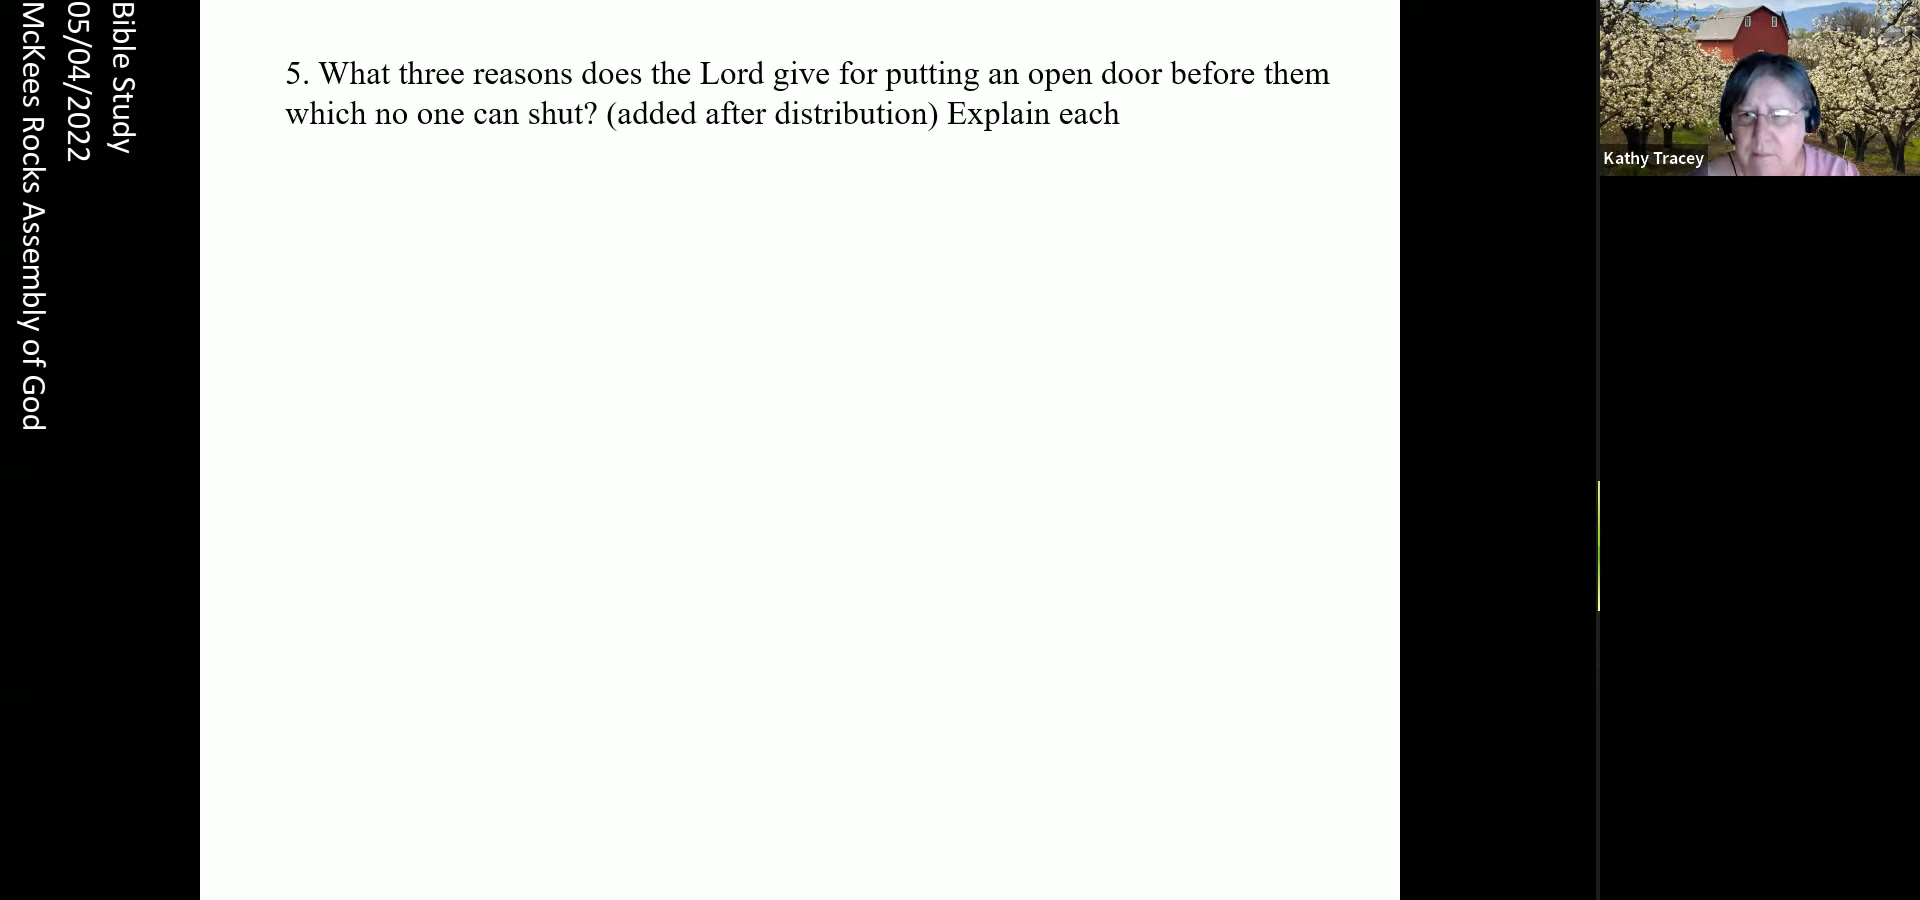 Bible Study
05/04/2022
McKees Rocks Assembly of God
5. What three reasons does the Lord give for putting an open door before them
which no one can shut? (added after distribution) Explain each
Kathy Tracey